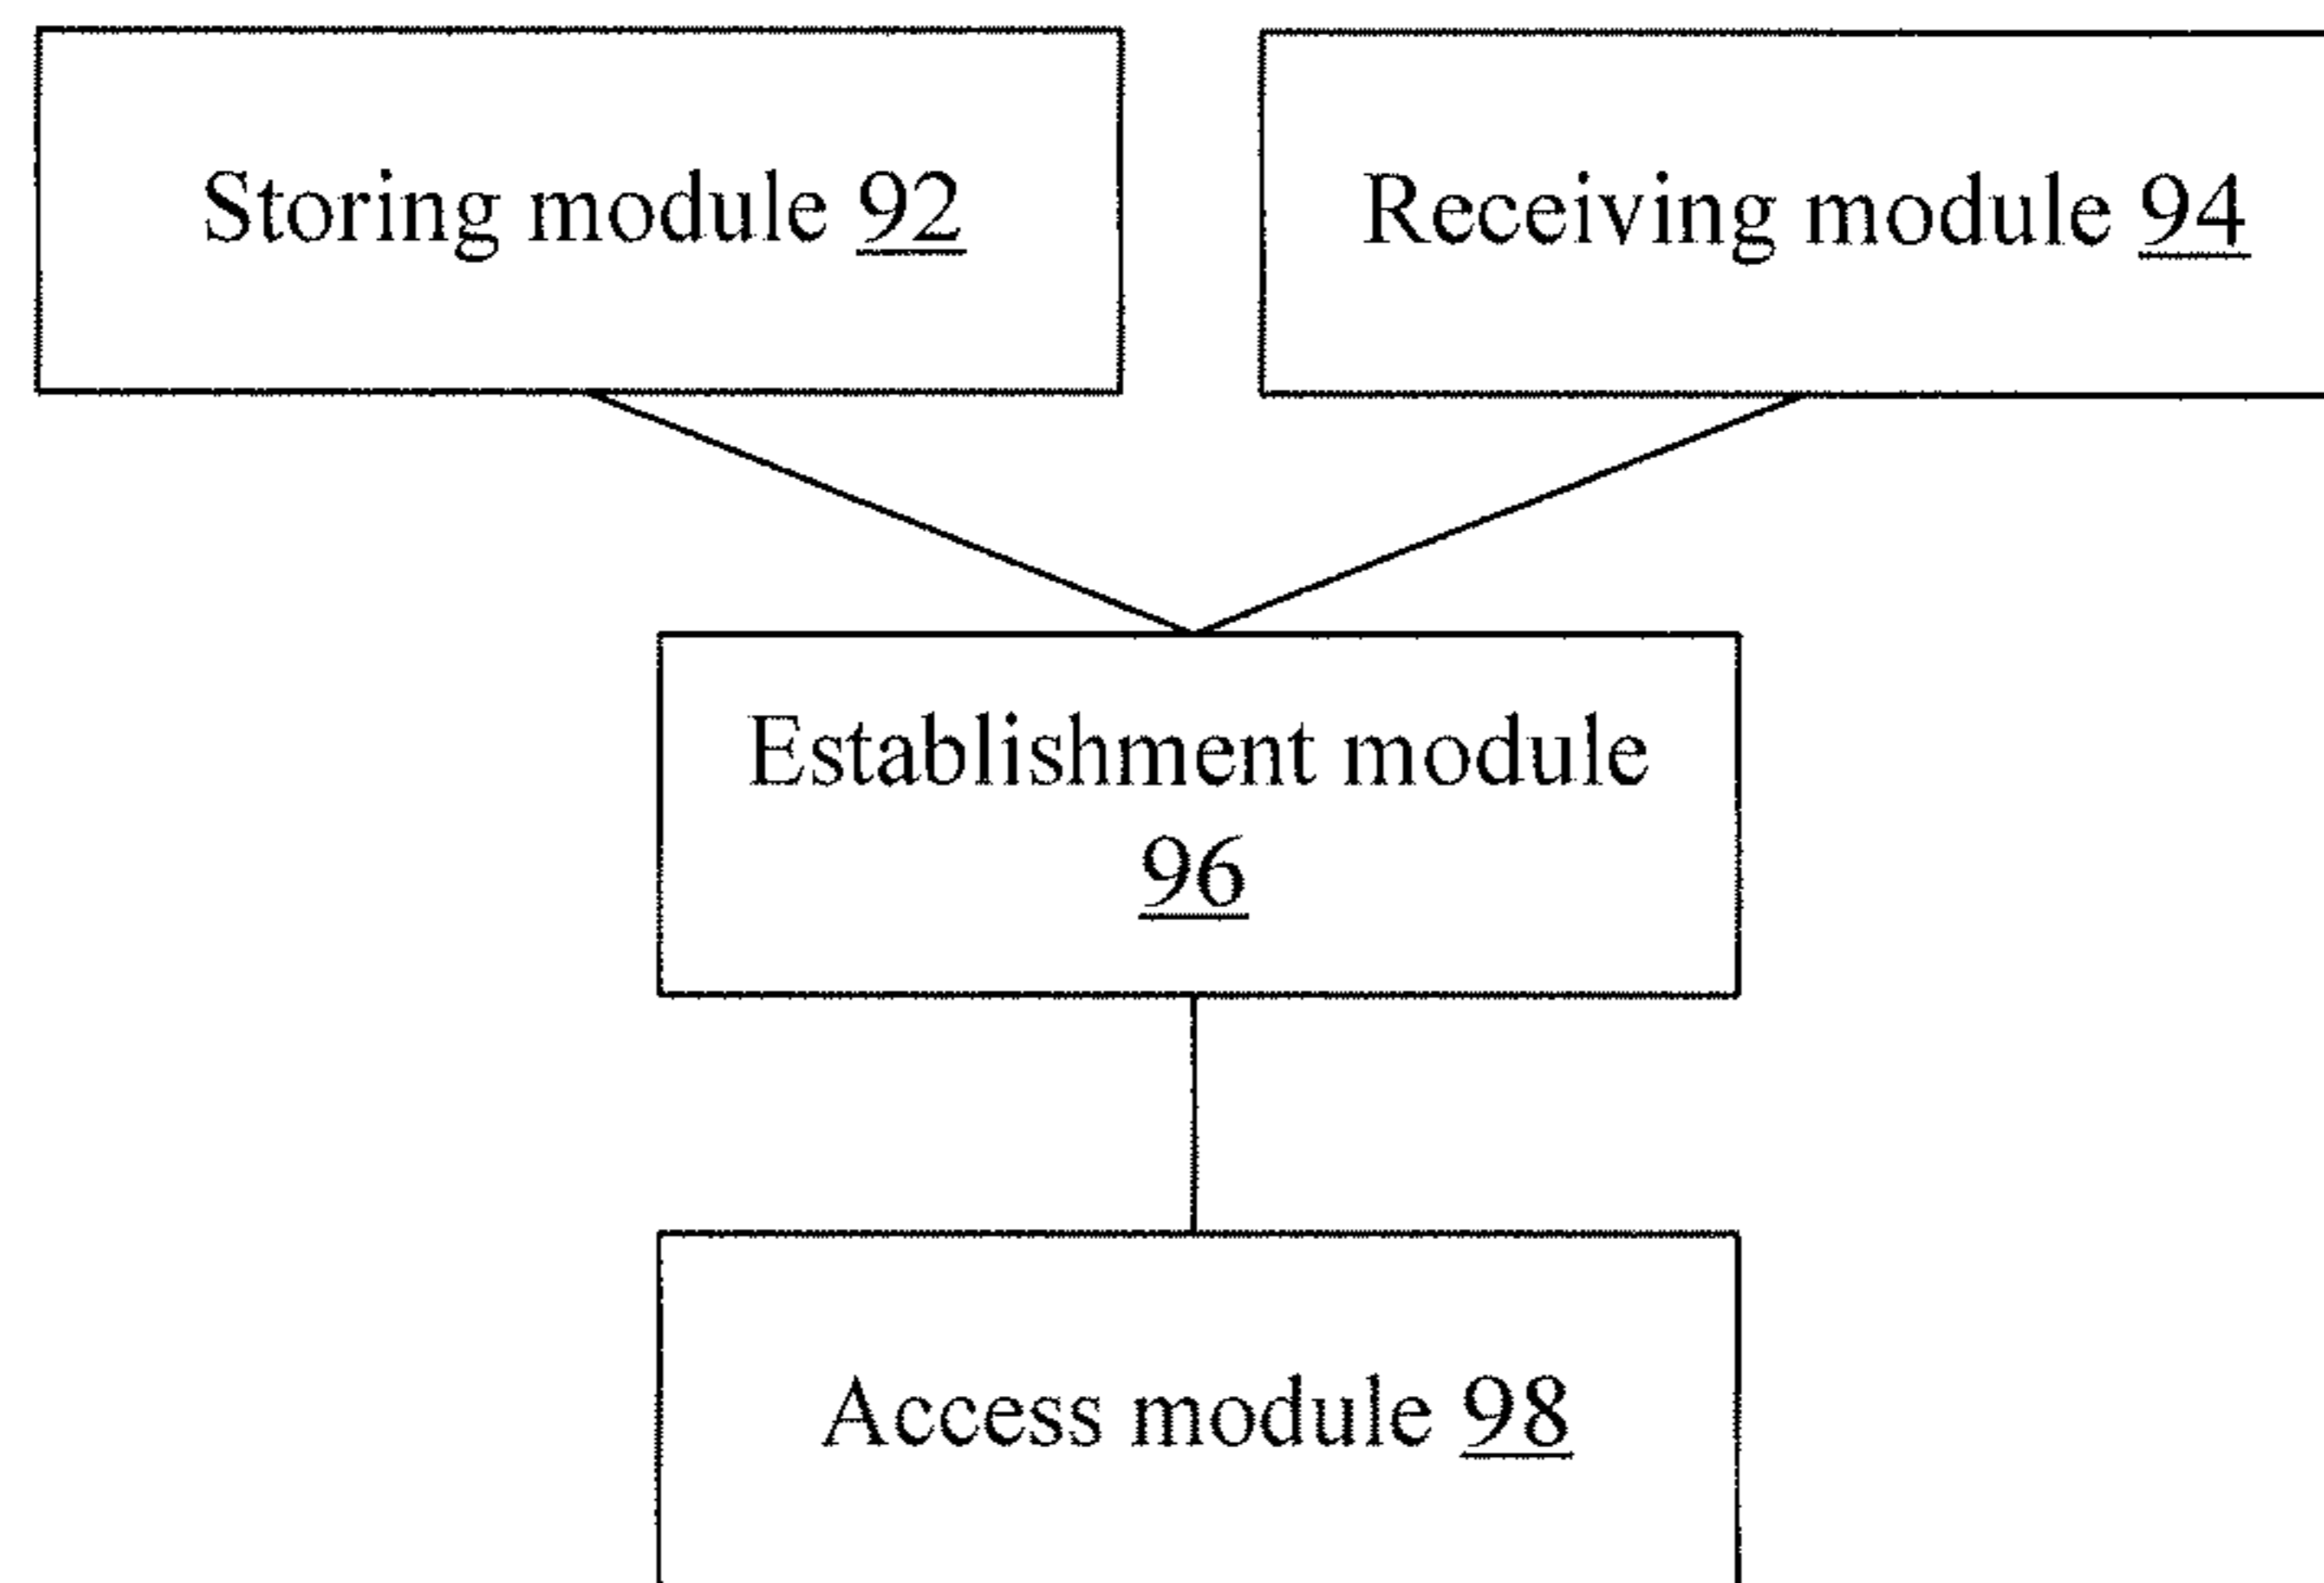 Storing module 92
Receiving module 94
Establishment module
96
Access module 98